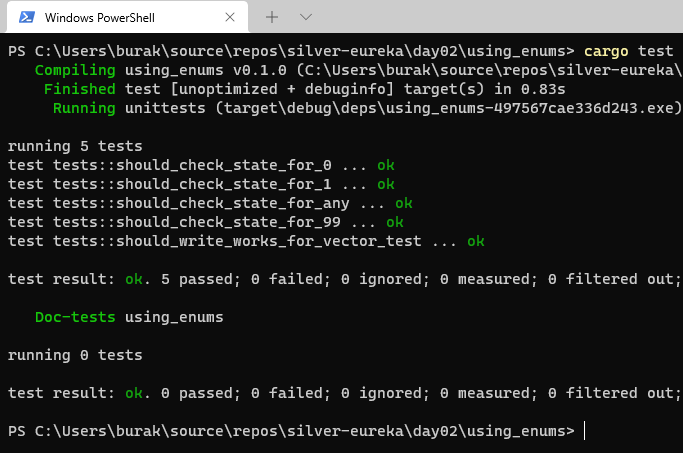 Windows PowerShell
PS C:\Users\burak\source\repos\silver-eureka\day02\using_enums> cargo test
Compiling using_enums v0.1.0 (C:\Users\burak\source\repos\silver-eureka\
Finished test [unoptimized + debuginfo] target(s) in 0.83s
Running unittests (target\debug\deps\using_enums-497567cae336d243.exe)
running 5 tests
test tests::should_check_state_for_0 ... ok
test tests::should_check_state_for_1 ... ok
test tests::should_check_state_for_any ... ok
test tests::should_check_state_for_99 ... ok
test tests::should_write_works_for_vector_test ... ok
test result: ok. 5 passed; 0 failed; 0 ignored; 0 measured; 0 filtered out;
Doc-tests using_enums
running 0 tests
test result: ok. 0 passed; 0 failed; 0 ignored; 0 measured; 0 filtered out;
PS C:\Users\burak\source\repos\silver-eureka\day02\using_enums>